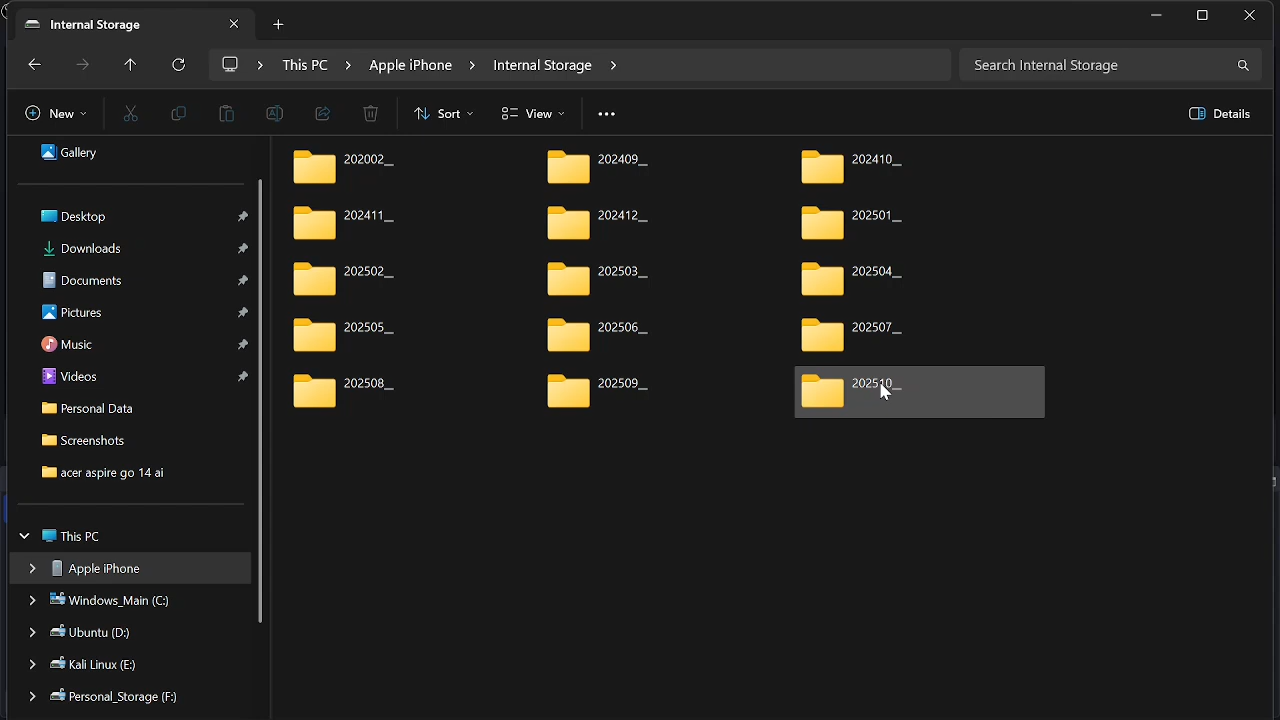 Internal Storage
This PC
Apple iPhone
Internal Storage
Search Internal Storage
New
Sort
View
Details
Gallery
Desktop
Downloads
Documents
Pictures
Music
Videos
Personal Data
Screenshots
acer aspire go 14 ai
This PC
Apple iPhone
Windows_Main (C:)
Ubuntu (D:)
Kali Linux (E:)
Personal_Storage (F:)
202002_
202409_
202410_
202411_
202412_
202501_
202502_
202503_
202504_
202505_
202506_
202507_
202508_
202509_
202510_